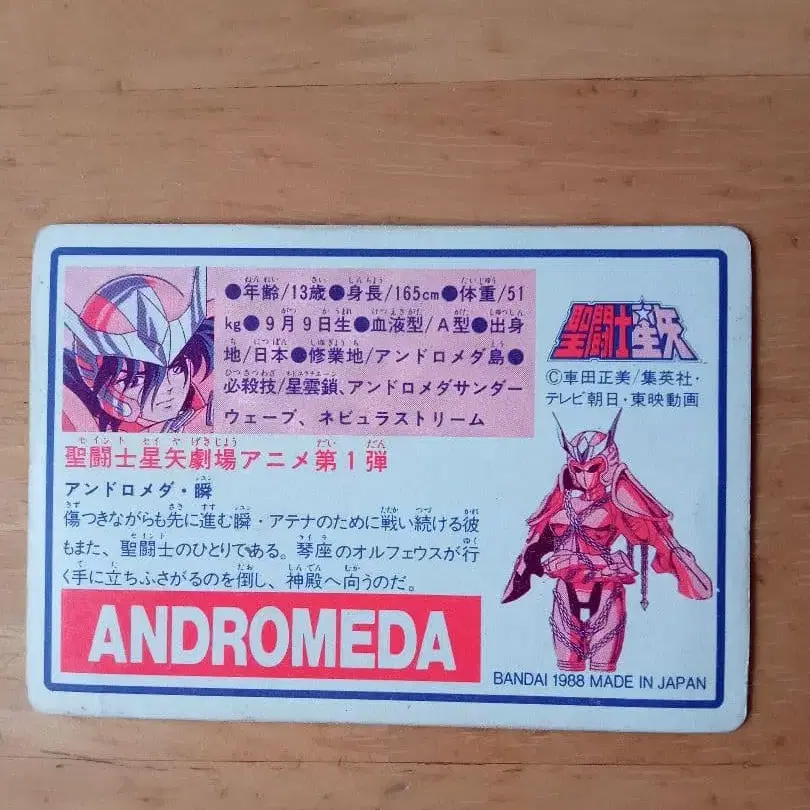 ●年齢/13歳●身長/165cm●体重/51
kg●9月9日生●血液型/A型●出身
地/日本●修業地/アンドロメダ島●
必殺技/星雲鎖、アンドロメダサンダー
ウェーブ、ネビュラストリーム
聖闘士星矢
©車田正美/集英社・
テレビ朝日・東映動画
聖闘士星矢劇場アニメ第1弾
アンドロメダ・瞬
傷つきながらも先に進む瞬・アテナのために戦い続ける彼
もまた、聖闘士のひとりである。琴座のオルフェウスが行
く手に立ちふさがるのを倒し、神殿へ向うのだ。
ANDROMEDA
BANDAI 1988 MADE IN JAPAN